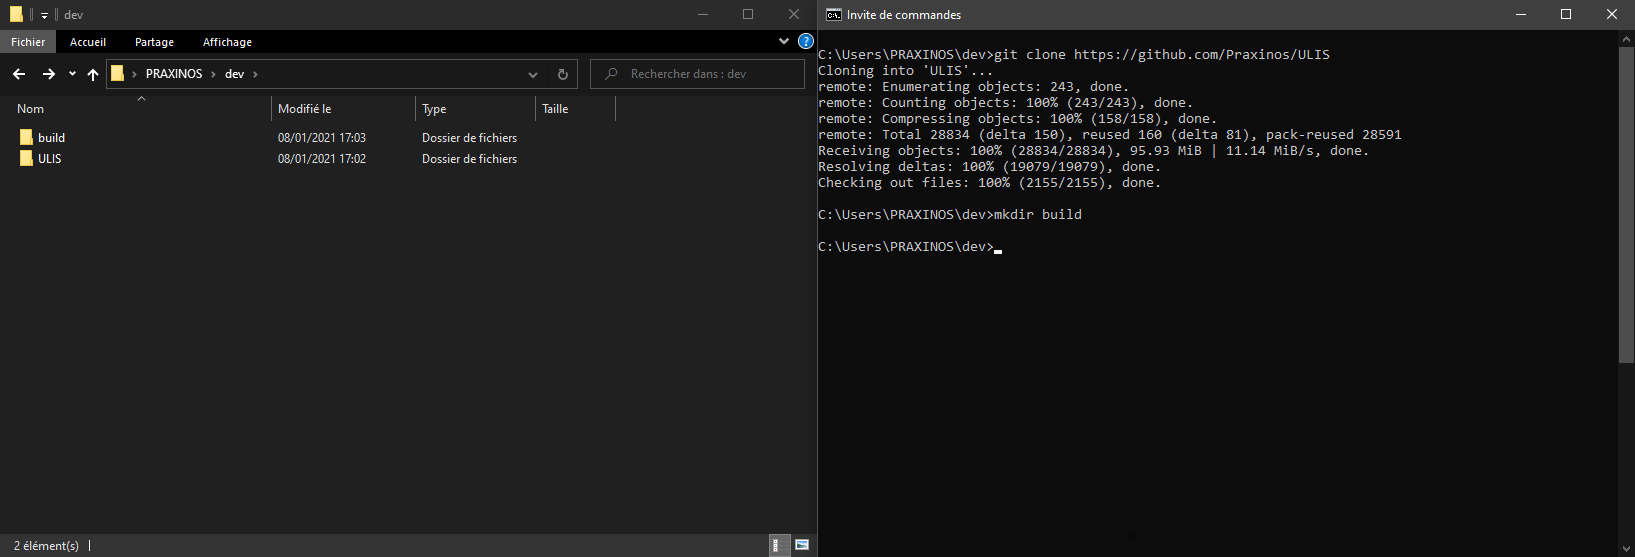 dev
Fichier Accueil Partage Affichage
PRAXINOS dev
Rechercher dans : dev
Nom Modifié le Type Taille
build 08/01/2021 17:03 Dossier de fichiers
ULIS 08/01/2021 17:02 Dossier de fichiers
2 élément(s)
Invite de commandes
C:\Users\PRAXINOS\dev>git clone https://github.com/Praxinos/ULIS
Cloning into 'ULIS'...
remote: Enumerating objects: 243, done.
remote: Counting objects: 100% (243/243), done.
remote: Compressing objects: 100% (158/158), done.
remote: Total 28834 (delta 150), reused 160 (delta 81), pack-reused 28591
Receiving objects: 100% (28834/28834), 95.93 MiB | 11.14 MiB/s, done.
Resolving deltas: 100% (19079/19079), done.
Checking out files: 100% (2155/2155), done.
C:\Users\PRAXINOS\dev>mkdir build
C:\Users\PRAXINOS\dev>